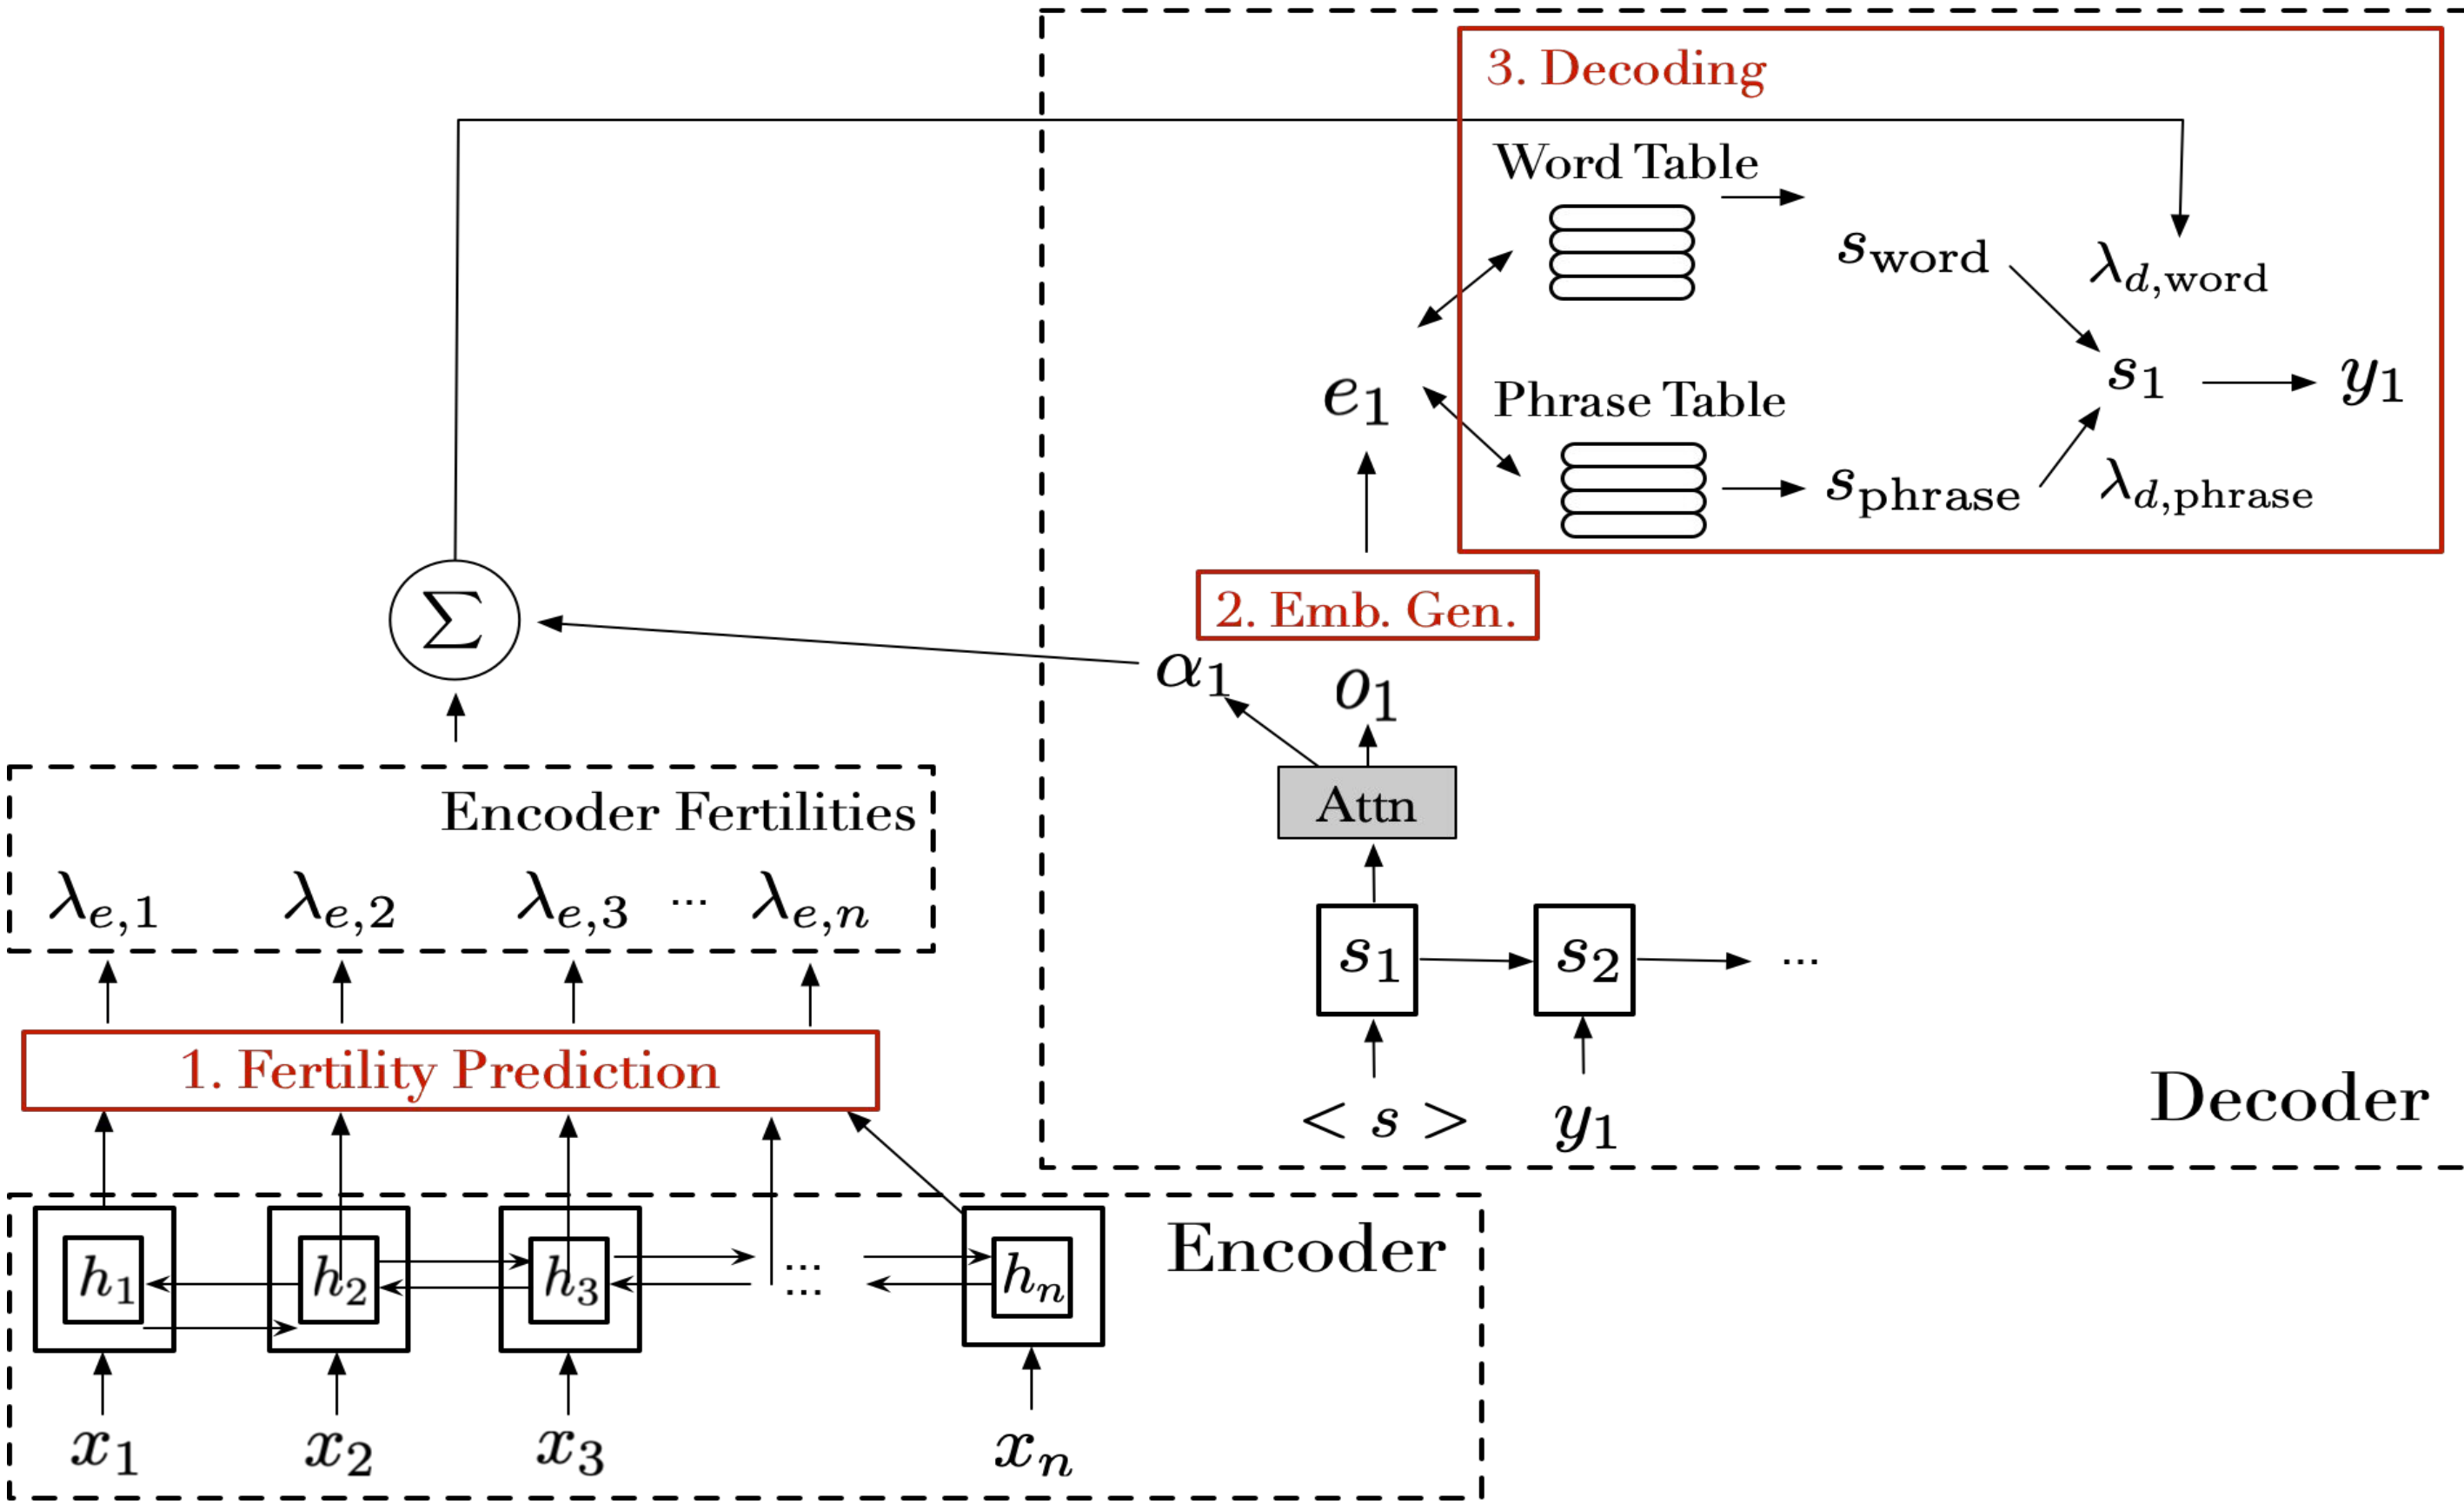 3. Decoding
Word Table
s_word
λ_d,word
e_1
Phrase Table
s_1
y_1
s_phrase
λ_d,phrase
Σ
2. Emb. Gen.
α_1
o_1
Encoder Fertilities
Attn
λ_e,1 λ_e,2 λ_e,3 ... λ_e,n
s_1 s_2 ...
1. Fertility Prediction
< s > y_1
Decoder
Encoder
h_1 h_2 h_3 ... ... h_n
x_1 x_2 x_3 x_n